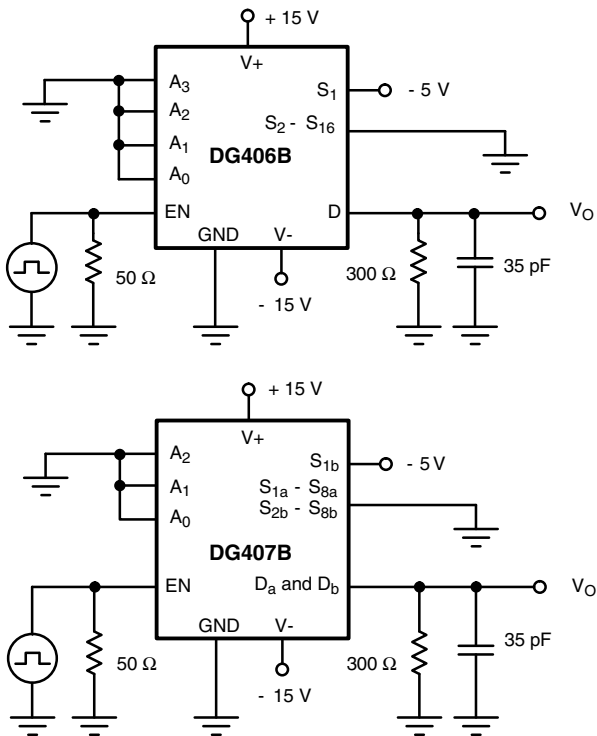 + 15 V
V+
A3
S1
- 5 V
A2
S2 - S16
A1
DG406B
A0
EN
D
VO
GND
V-
50 Ω
300 Ω
35 pF
- 15 V
+ 15 V
V+
A2
S1b
- 5 V
A1
S1a - S8a
A0
S2b - S8b
DG407B
EN
Da and Db
VO
GND
V-
50 Ω
300 Ω
35 pF
- 15 V